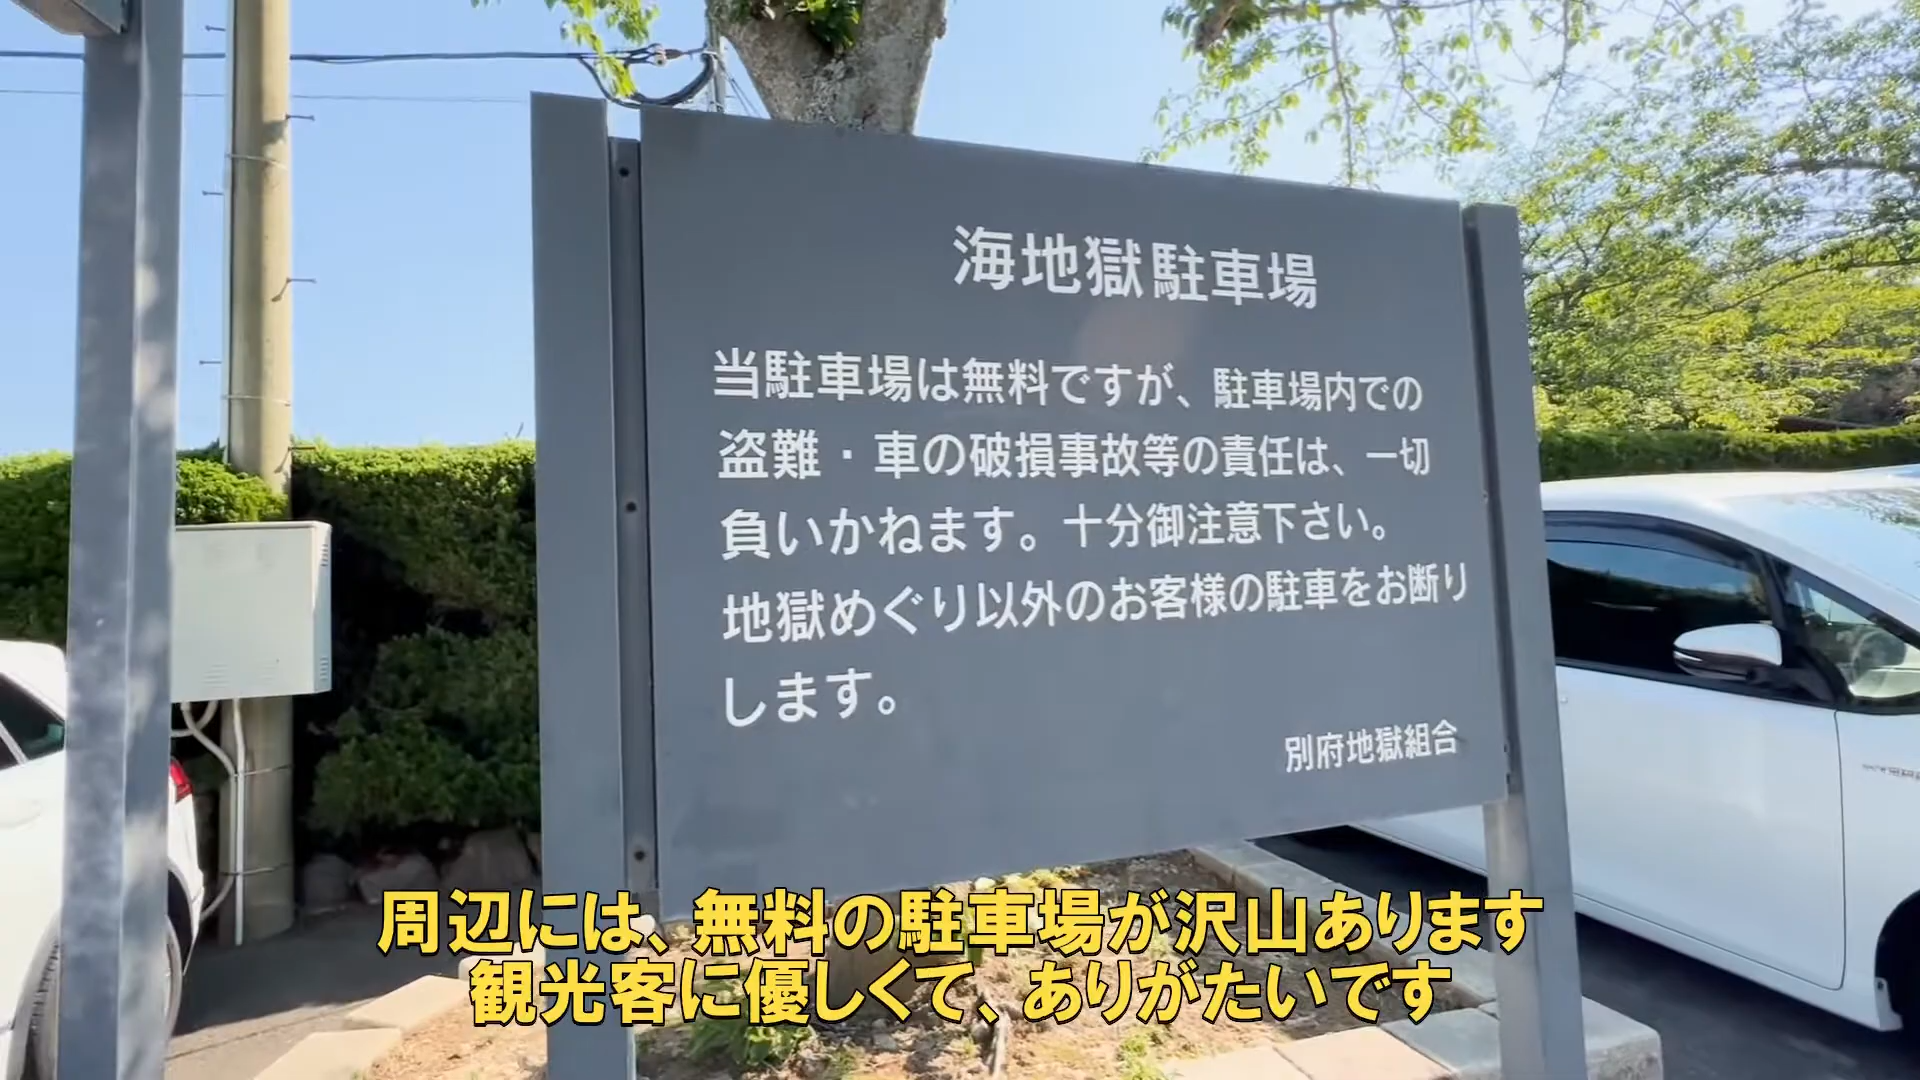 海地獄駐車場
当駐車場は無料ですが、駐車場内での
盗難・車の破損事故等の責任は、一切
負いかねます。十分御注意下さい。
地獄めぐり以外のお客様の駐車をお断り
します。
別府地獄組合
周辺には、無料の駐車場が沢山あります
観光客に優しくて、ありがたいです